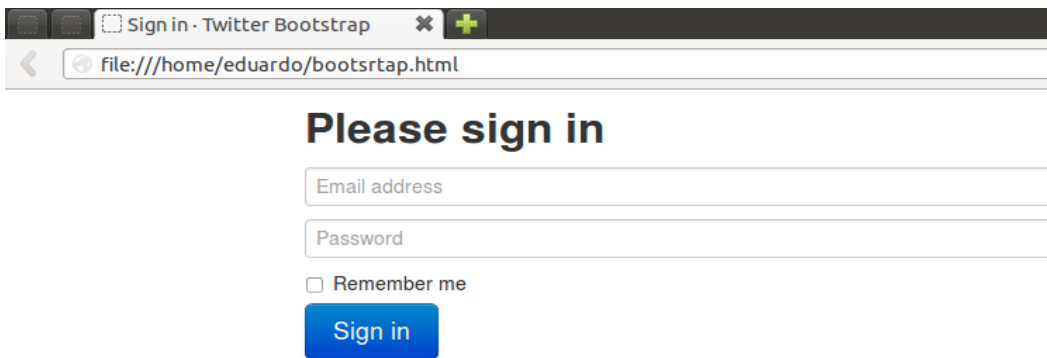 Sign in · Twitter Bootstrap
file:///home/eduardo/bootsrtap.html
Please sign in
Email address
Password
Remember me
Sign in